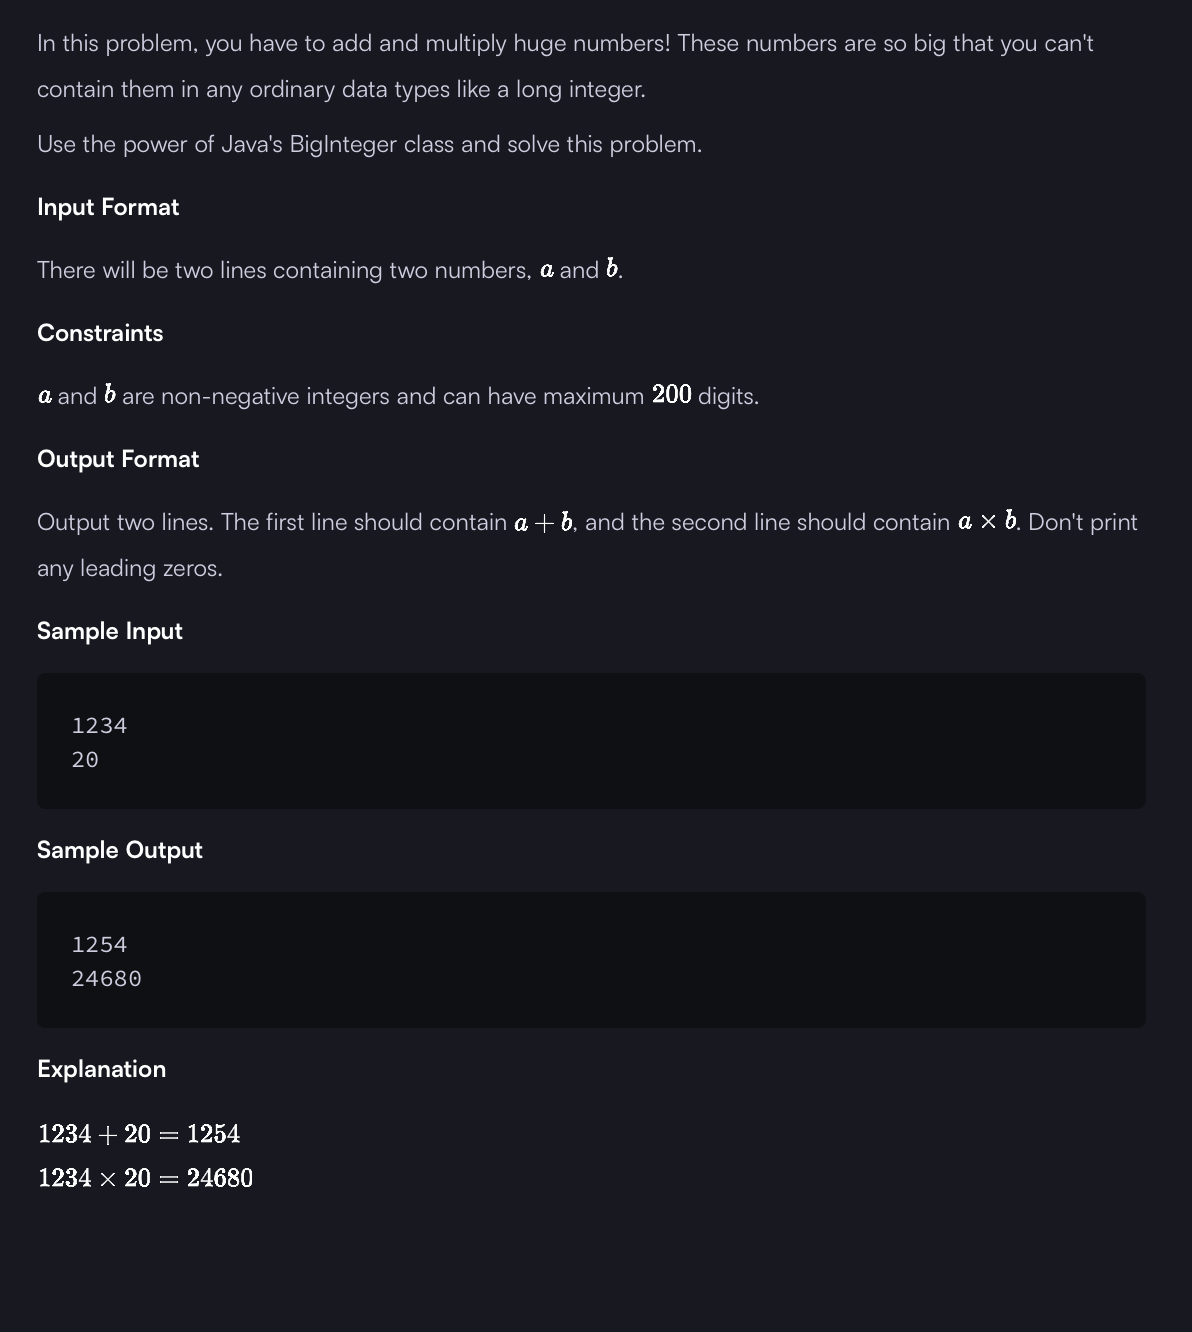 In this problem, you have to add and multiply huge numbers! These numbers are so big that you can't
contain them in any ordinary data types like a long integer.
Use the power of Java's BigInteger class and solve this problem.
Input Format
There will be two lines containing two numbers, a and b.
Constraints
a and b are non-negative integers and can have maximum 200 digits.
Output Format
Output two lines. The first line should contain a + b, and the second line should contain a × b. Don't print
any leading zeros.
Sample Input
1234
20
Sample Output
1254
24680
Explanation
1234 + 20 = 1254
1234 × 20 = 24680